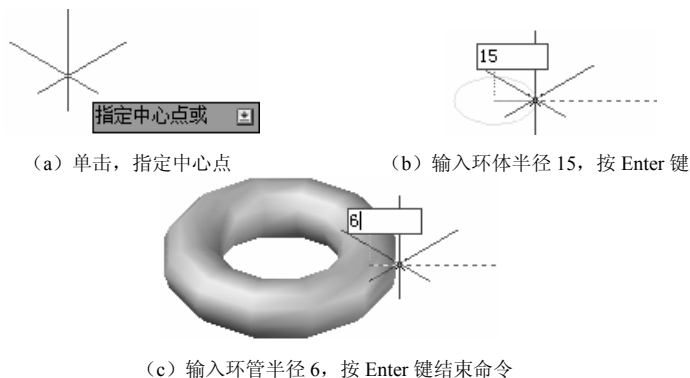 指定中心点或
15
（a）单击，指定中心点
（b）输入环体半径 15，按 Enter 键
6
（c）输入环管半径 6，按 Enter 键结束命令